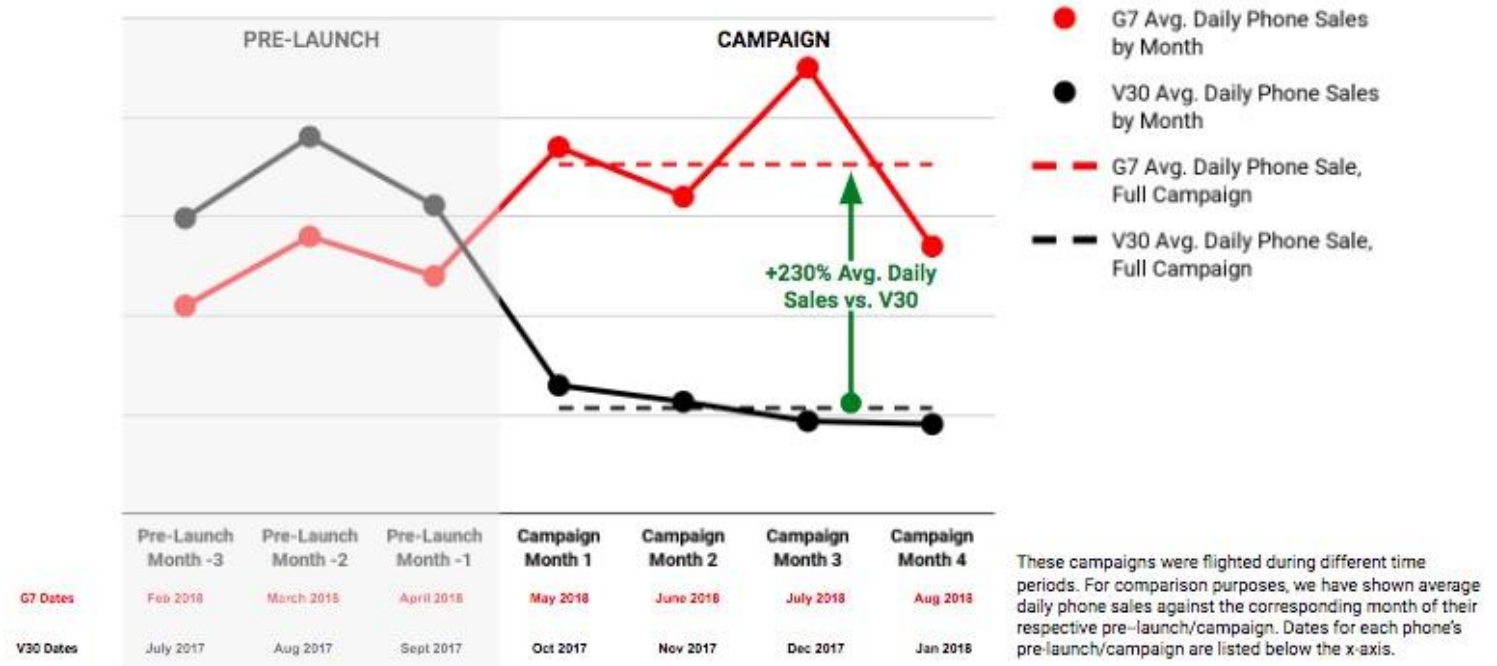 PRE-LAUNCH
CAMPAIGN
+230% Avg. Daily
Sales vs. V30
G7 Avg. Daily Phone Sales
by Month
V30 Avg. Daily Phone Sales
by Month
G7 Avg. Daily Phone Sale,
Full Campaign
V30 Avg. Daily Phone Sale,
Full Campaign
Pre-Launch Pre-Launch Pre-Launch Campaign Campaign Campaign Campaign
Month -3 Month -2 Month -1 Month 1 Month 2 Month 3 Month 4
G7 Dates Feb 2018 March 2018 April 2018 May 2018 June 2018 July 2018 Aug 2018
V30 Dates July 2017 Aug 2017 Sept 2017 Oct 2017 Nov 2017 Dec 2017 Jan 2018
These campaigns were flighted during different time
periods. For comparison purposes, we have shown average
daily phone sales against the corresponding month of their
respective pre–launch/campaign. Dates for each phone's
pre-launch/campaign are listed below the x-axis.